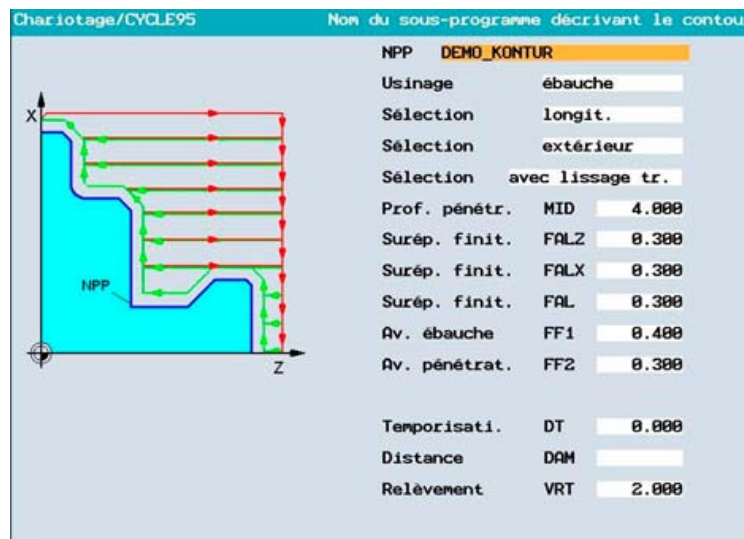 Chariotage/CYCLE95 Nom du sous-programme décrivant le contou
NPP DEMO_KONTUR
Usinage ébauche
Sélection longit.
Sélection extérieur
Sélection avec lissage tr.
Prof. pénétr. MID 4.000
Surép. finit. FALZ 0.300
Surép. finit. FALX 0.300
Surép. finit. FAL 0.300
Av. ébauche FF1 0.400
Av. pénétrat. FF2 0.300
Temporisati. DT 0.000
Distance DAM
Relèvement VRT 2.000
X
NPP
Z